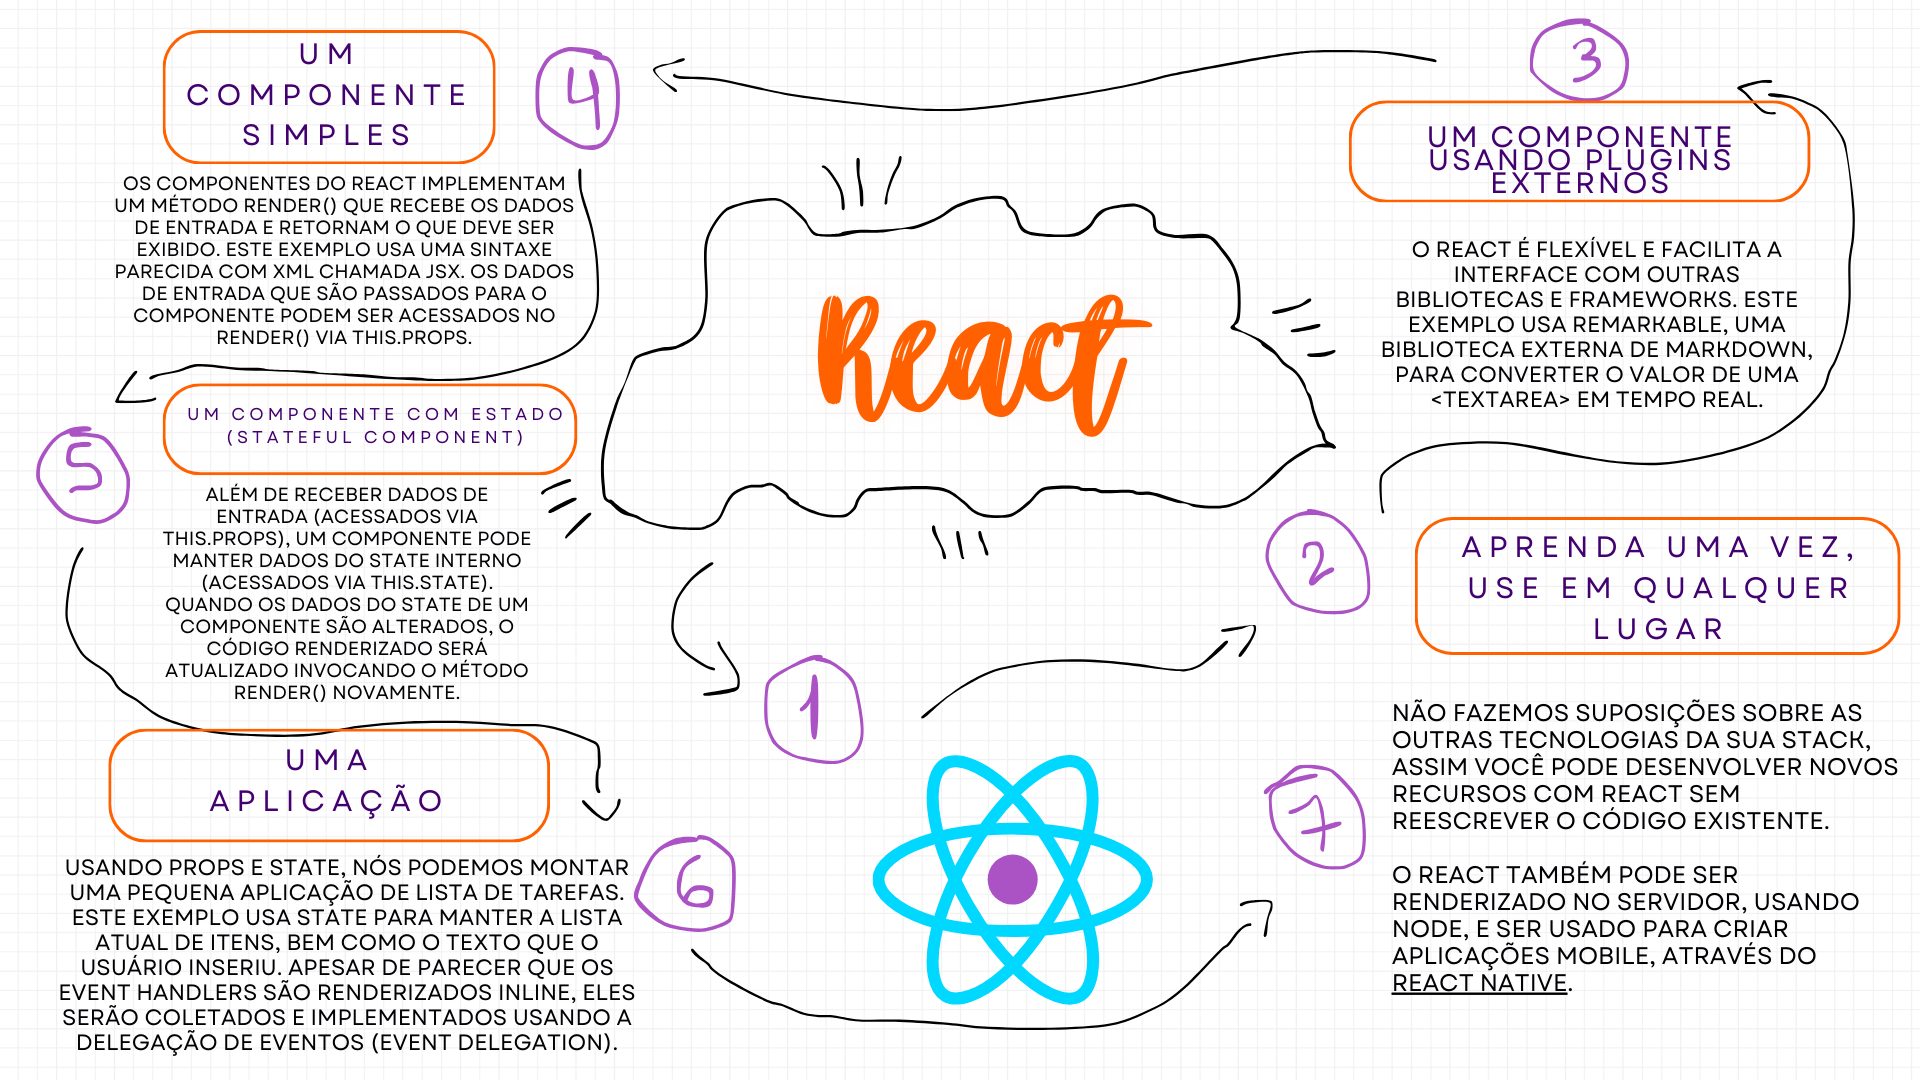 React
1
2
APRENDA UMA VEZ,
USE EM QUALQUER
LUGAR
3
UM COMPONENTE
USANDO PLUGINS
EXTERNOS
O REACT É FLEXÍVEL E FACILITA A
INTERFACE COM OUTRAS
BIBLIOTECAS E FRAMEWORKS. ESTE
EXEMPLO USA REMARKABLE, UMA
BIBLIOTECA EXTERNA DE MARKDOWN,
PARA CONVERTER O VALOR DE UMA
<TEXTAREA> EM TEMPO REAL.
4
UM
COMPONENTE
SIMPLES
OS COMPONENTES DO REACT IMPLEMENTAM
UM MÉTODO RENDER() QUE RECEBE OS DADOS
DE ENTRADA E RETORNAM O QUE DEVE SER
EXIBIDO. ESTE EXEMPLO USA UMA SINTAXE
PARECIDA COM XML CHAMADA JSX. OS DADOS
DE ENTRADA QUE SÃO PASSADOS PARA O
COMPONENTE PODEM SER ACESSADOS NO
RENDER() VIA THIS.PROPS.
5
UM COMPONENTE COM ESTADO
(STATEFUL COMPONENT)
ALÉM DE RECEBER DADOS DE
ENTRADA (ACESSADOS VIA
THIS.PROPS), UM COMPONENTE PODE
MANTER DADOS DO STATE INTERNO
(ACESSADOS VIA THIS.STATE).
QUANDO OS DADOS DO STATE DE UM
COMPONENTE SÃO ALTERADOS, O
CÓDIGO RENDERIZADO SERÁ
ATUALIZADO INVOCANDO O MÉTODO
RENDER() NOVAMENTE.
6
UMA
APLICAÇÃO
USANDO PROPS E STATE, NÓS PODEMOS MONTAR
UMA PEQUENA APLICAÇÃO DE LISTA DE TAREFAS.
ESTE EXEMPLO USA STATE PARA MANTER A LISTA
ATUAL DE ITENS, BEM COMO O TEXTO QUE O
USUÁRIO INSERIU. APESAR DE PARECER QUE OS
EVENT HANDLERS SÃO RENDERIZADOS INLINE, ELES
SERÃO COLETADOS E IMPLEMENTADOS USANDO A
DELEGAÇÃO DE EVENTOS (EVENT DELEGATION).
7
NÃO FAZEMOS SUPOSIÇÕES SOBRE AS
OUTRAS TECNOLOGIAS DA SUA STACK,
ASSIM VOCÊ PODE DESENVOLVER NOVOS
RECURSOS COM REACT SEM
REESCREVER O CÓDIGO EXISTENTE.
O REACT TAMBÉM PODE SER
RENDERIZADO NO SERVIDOR, USANDO
NODE, E SER USADO PARA CRIAR
APLICAÇÕES MOBILE, ATRAVÉS DO
REACT NATIVE.